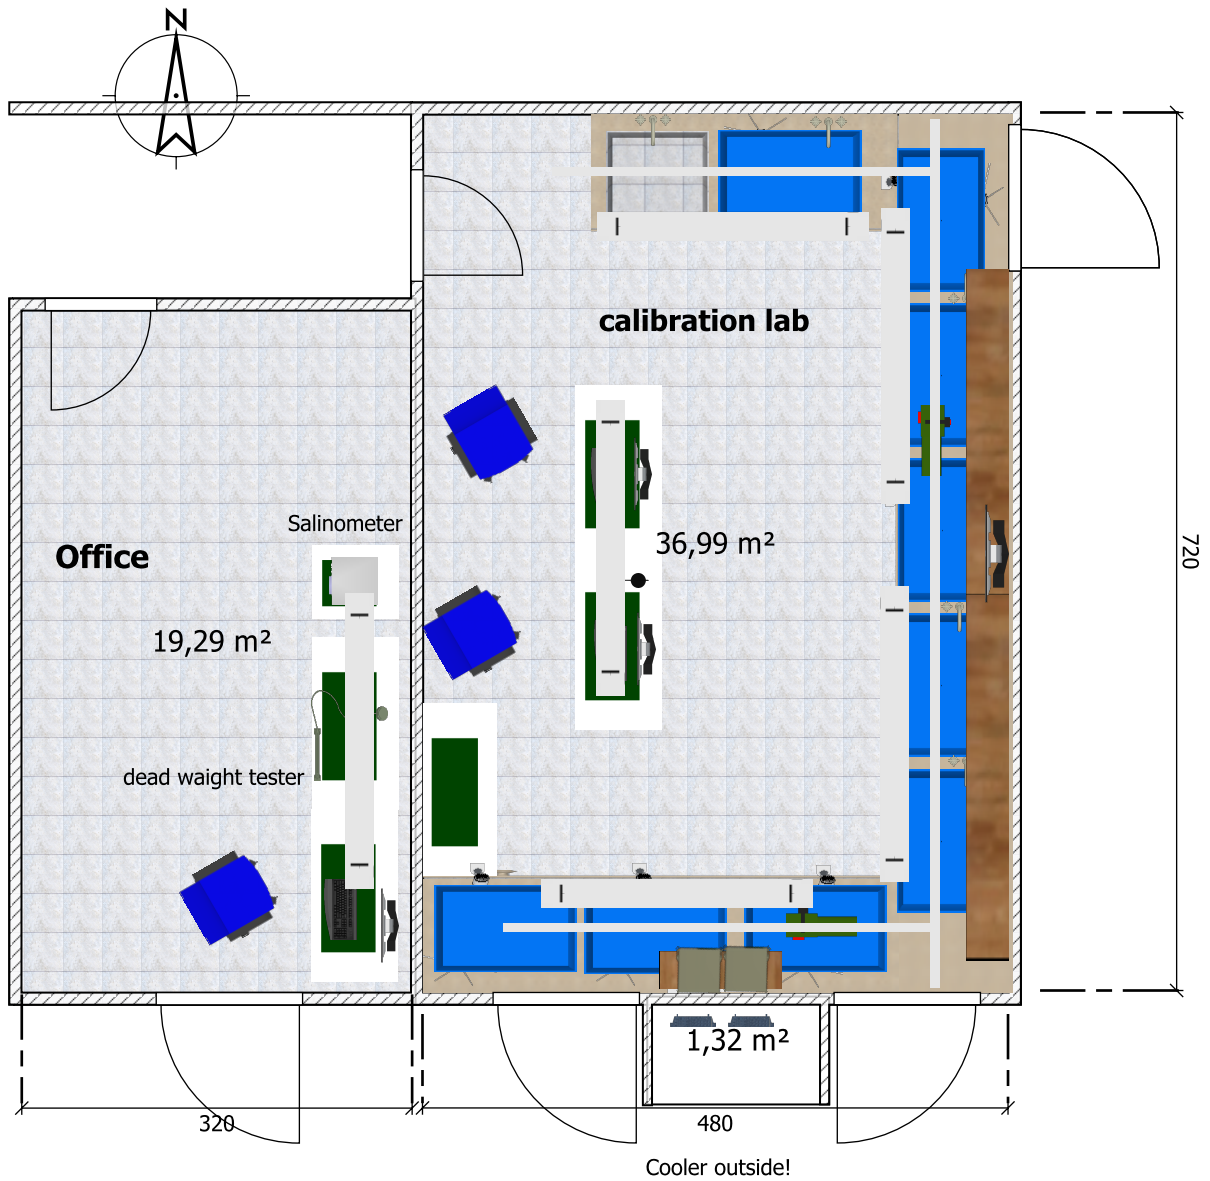 N
calibration lab
Salinometer
Office
36,99 m²
720
19,29 m²
dead waight tester
1,32 m²
320
480
Cooler outside!